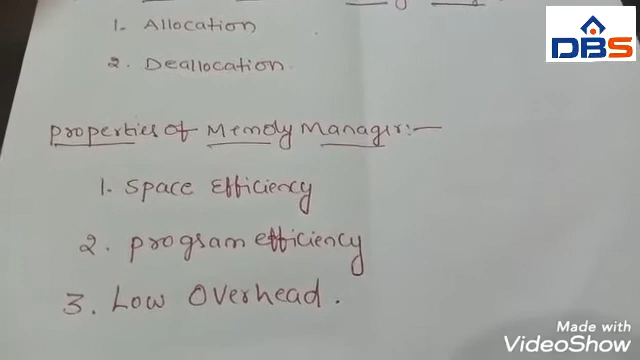 1. Allocation
2. Deallocation.
DBS
properties of Memory Manager:-
1. Space Efficiency
2. program efficiency
3. Low Overhead.
Made with
VideoShow